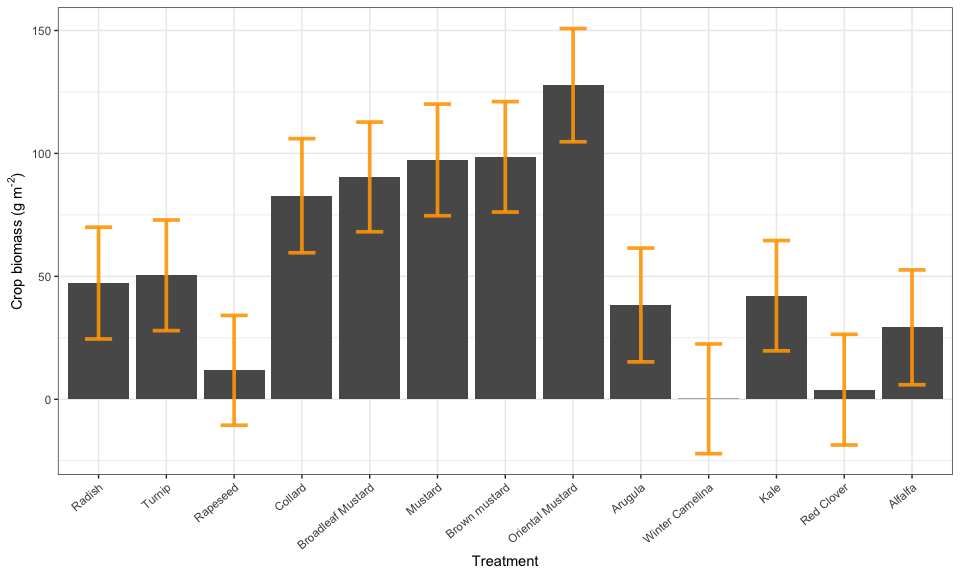 150
100
50
0
Crop biomass (g m⁻²)
Radish
Turnip
Rapeseed
Collard
Broadleaf Mustard
Mustard
Brown mustard
Oriental Mustard
Arugula
Winter Camelina
Kale
Red Clover
Alfalfa
Treatment